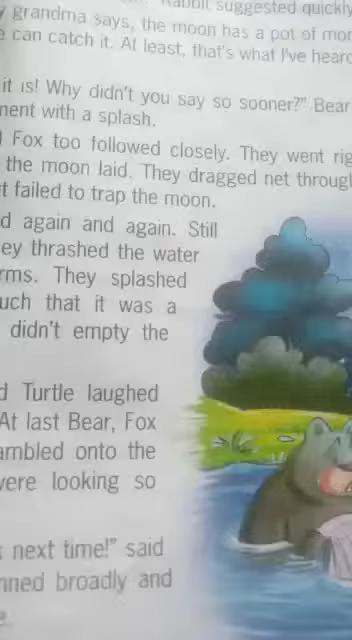 Rabbit suggested quickly
grandma says, the moon has a pot of mor
can catch it. At least, that's what I've heard
it is! Why didn't you say so sooner?" Bear
ment with a splash.
Fox too followed closely. They went rig
the moon laid. They dragged net through
t failed to trap the moon.
d again and again. Still
ey thrashed the water
rms. They splashed
uch that it was a
didn't empty the
d Turtle laughed
At last Bear, Fox
ambled onto the
were looking so
next time!" said
nned broadly and